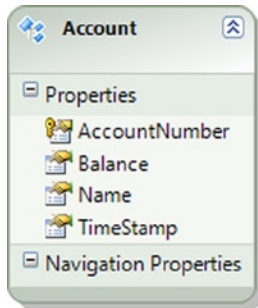 Account
Properties
AccountNumber
Balance
Name
TimeStamp
Navigation Properties